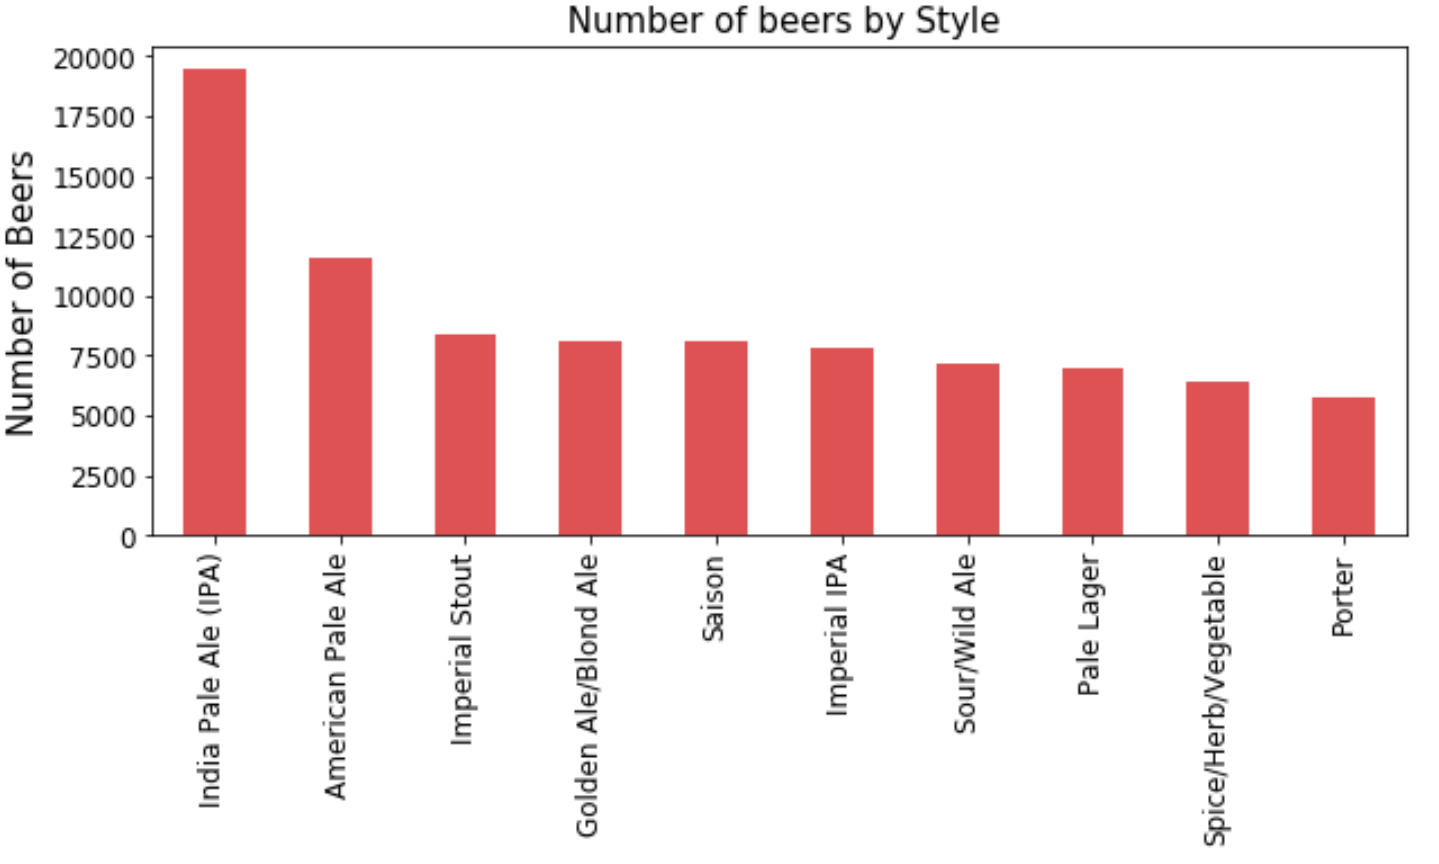 Number of beers by Style
Number of Beers
20000
17500
15000
12500
10000
7500
5000
2500
0
India Pale Ale (IPA)
American Pale Ale
Imperial Stout
Golden Ale/Blond Ale
Saison
Imperial IPA
Sour/Wild Ale
Pale Lager
Spice/Herb/Vegetable
Porter